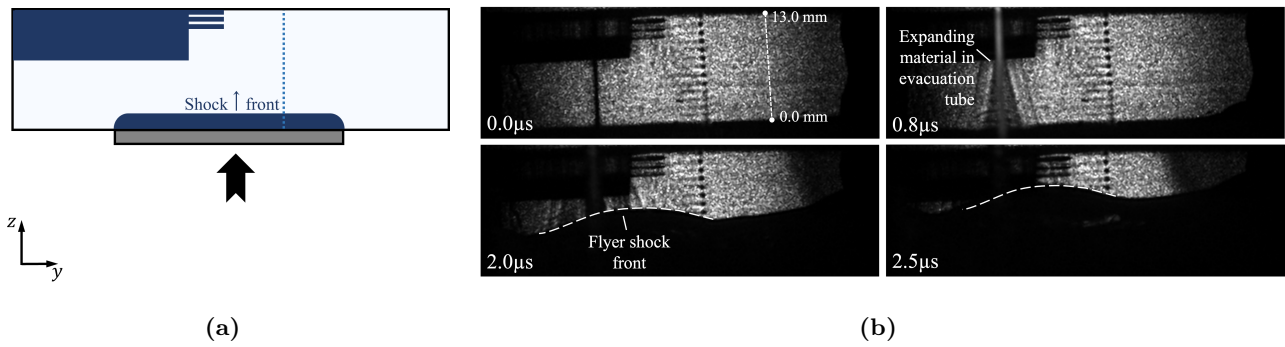 Shock ↑ front
z
y
(a)
13.0 mm
0.0 mm
0.0µs
Expanding
material in
evacuation
tube
0.8µs
Flyer shock
front
2.0µs
2.5µs
(b)